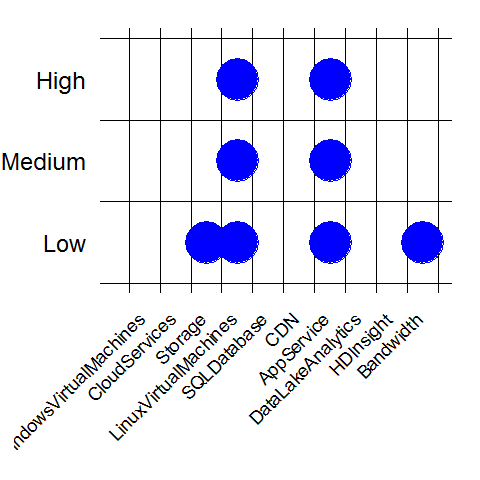 High
Medium
Low
ndowsVirtualMachines
CloudServices
Storage
LinuxVirtualMachines
SQLDatabase
CDN
AppService
DataLakeAnalytics
HDInsight
Bandwidth